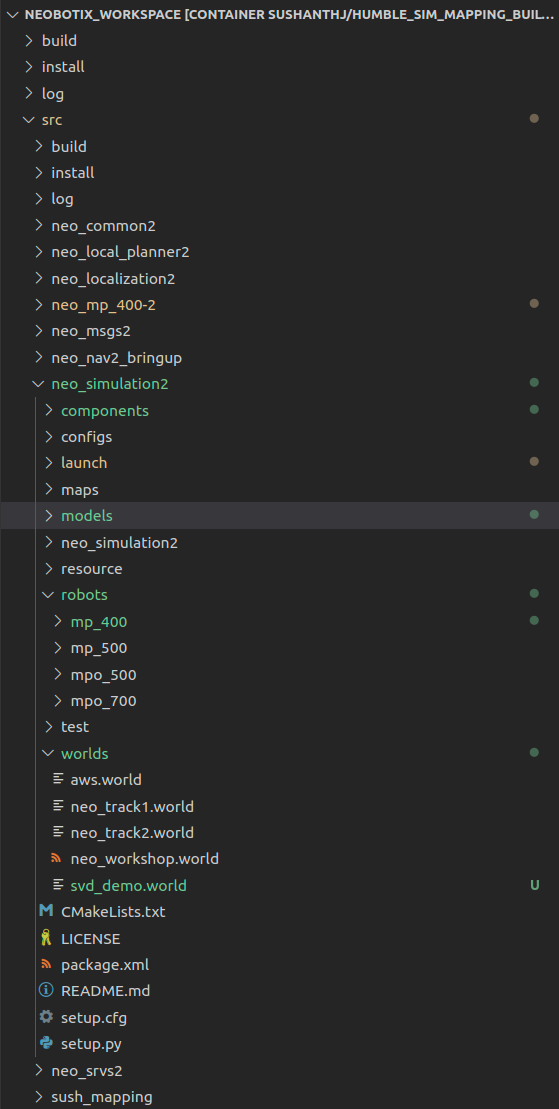 NEOBOTIX_WORKSPACE [CONTAINER SUSHANTHJ/HUMBLE_SIM_MAPPING_BUIL...
build
install
log
src
build
install
log
neo_common2
neo_local_planner2
neo_localization2
neo_mp_400-2
neo_msgs2
neo_nav2_bringup
neo_simulation2
components
configs
launch
maps
models
neo_simulation2
resource
robots
mp_400
mp_500
mpo_500
mpo_700
test
worlds
aws.world
neo_track1.world
neo_track2.world
neo_workshop.world
svd_demo.world U
CMakeLists.txt
LICENSE
package.xml
README.md
setup.cfg
setup.py
neo_srvs2
sush_mapping